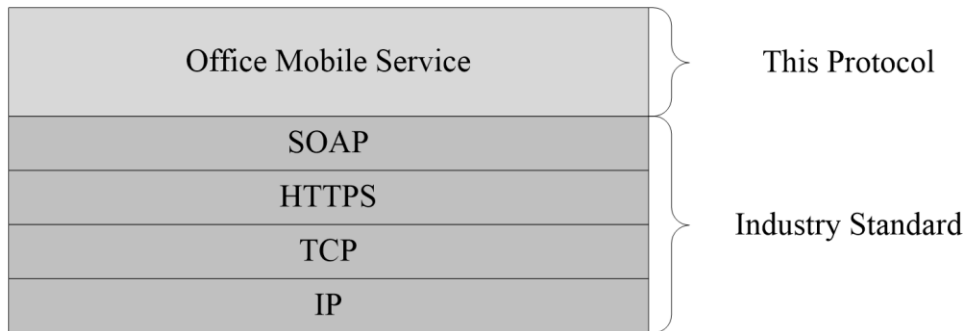 Office Mobile Service
This Protocol
SOAP
HTTPS
TCP
IP
Industry Standard